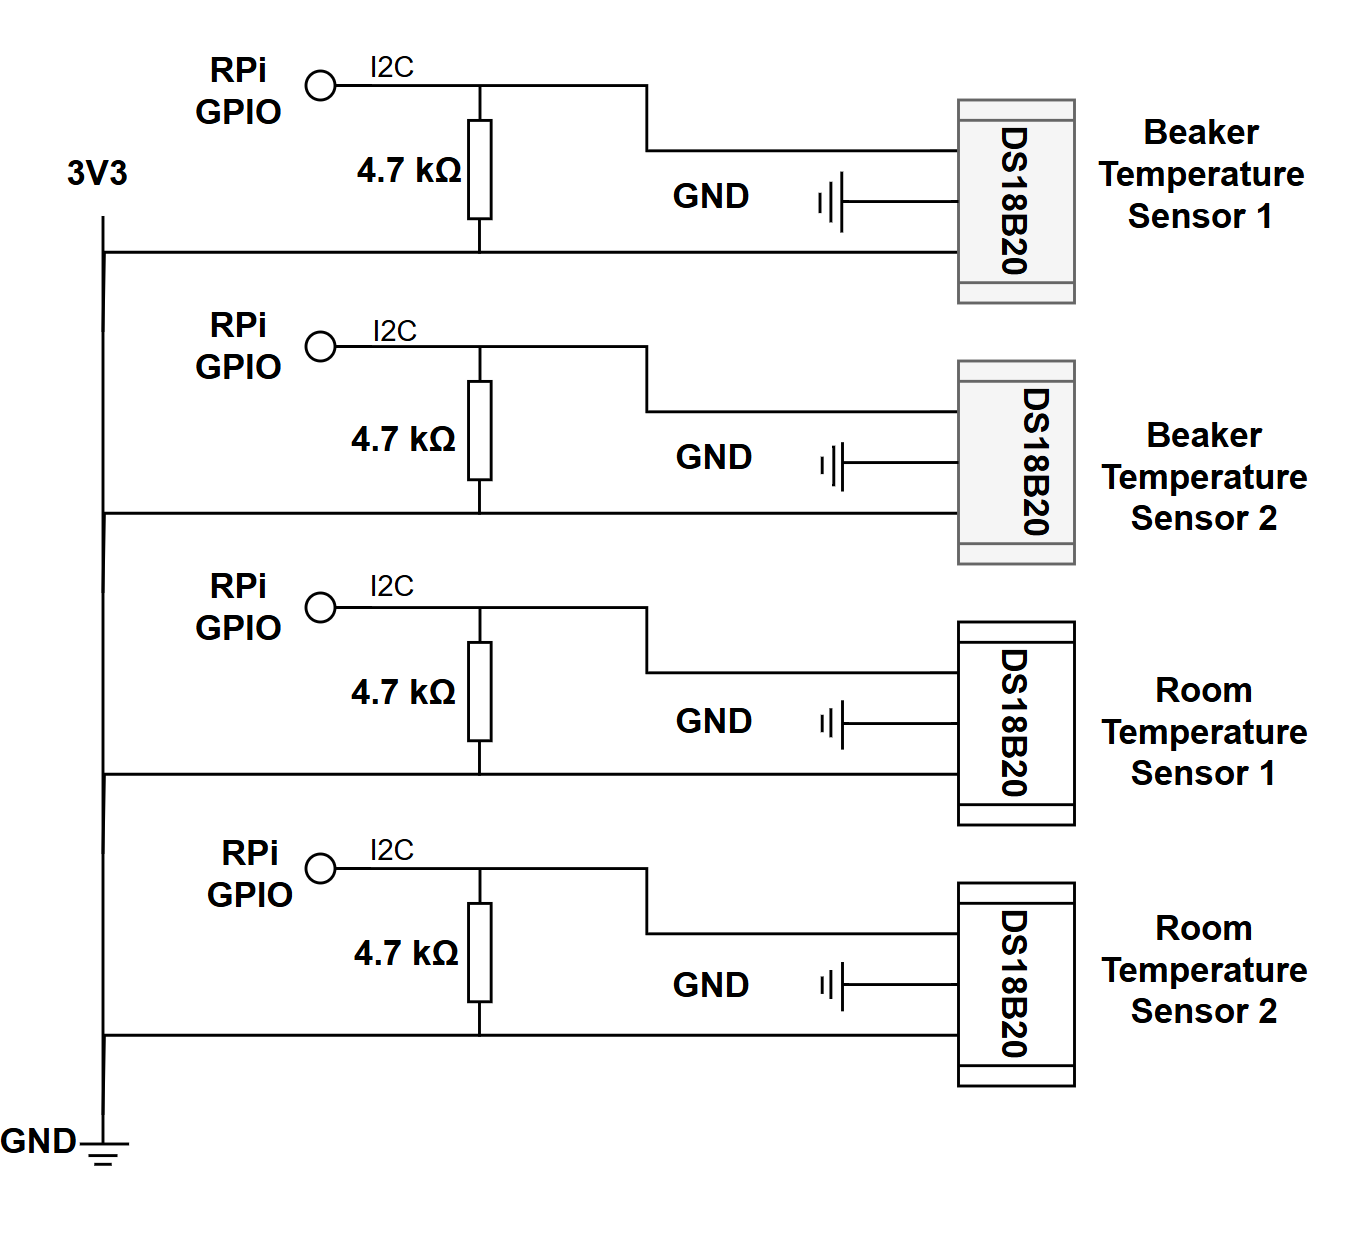 RPi
GPIO
I2C
3V3
4.7 kΩ
GND
DS18B20
Beaker
Temperature
Sensor 1
RPi
GPIO
I2C
4.7 kΩ
GND
DS18B20
Beaker
Temperature
Sensor 2
RPi
GPIO
I2C
4.7 kΩ
GND
DS18B20
Room
Temperature
Sensor 1
RPi
GPIO
I2C
4.7 kΩ
GND
DS18B20
Room
Temperature
Sensor 2
GND